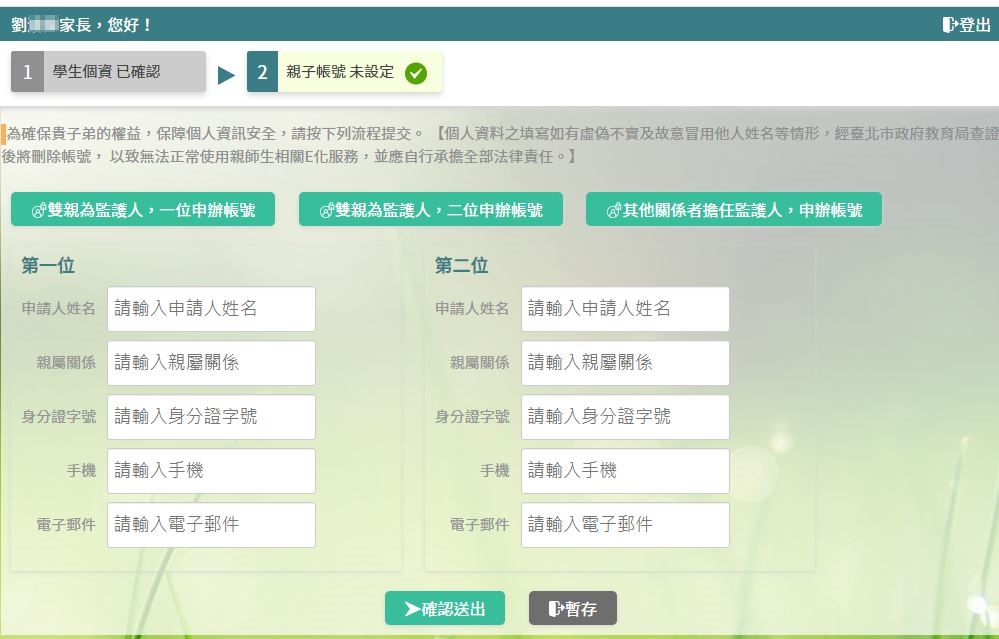 劉 家長，您好！
登出
1 學生個資 已確認
2 親子帳號 未設定
為確保貴子弟的權益，保障個人資訊安全，請按下列流程提交。【個人資料之填寫如有虛偽不實及故意冒用他人姓名等情形，經臺北市政府教育局查證
後將刪除帳號， 以致無法正常使用親師生相關E化服務，並應自行承擔全部法律責任。】
雙親為監護人，一位申辦帳號
雙親為監護人，二位申辦帳號
其他關係者擔任監護人，申辦帳號
第一位
申請人姓名 請輸入申請人姓名
親屬關係 請輸入親屬關係
身分證字號 請輸入身分證字號
手機 請輸入手機
電子郵件 請輸入電子郵件
第二位
申請人姓名 請輸入申請人姓名
親屬關係 請輸入親屬關係
身分證字號 請輸入身分證字號
手機 請輸入手機
電子郵件 請輸入電子郵件
確認送出
暫存